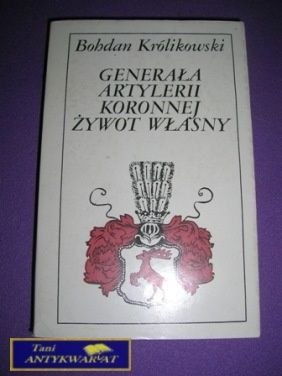 Bohdan Królikowski
GENERAŁA
ARTYLERII
KORONNEJ
ŻYWOT WŁASNY
Tani
ANTYKWARIAT